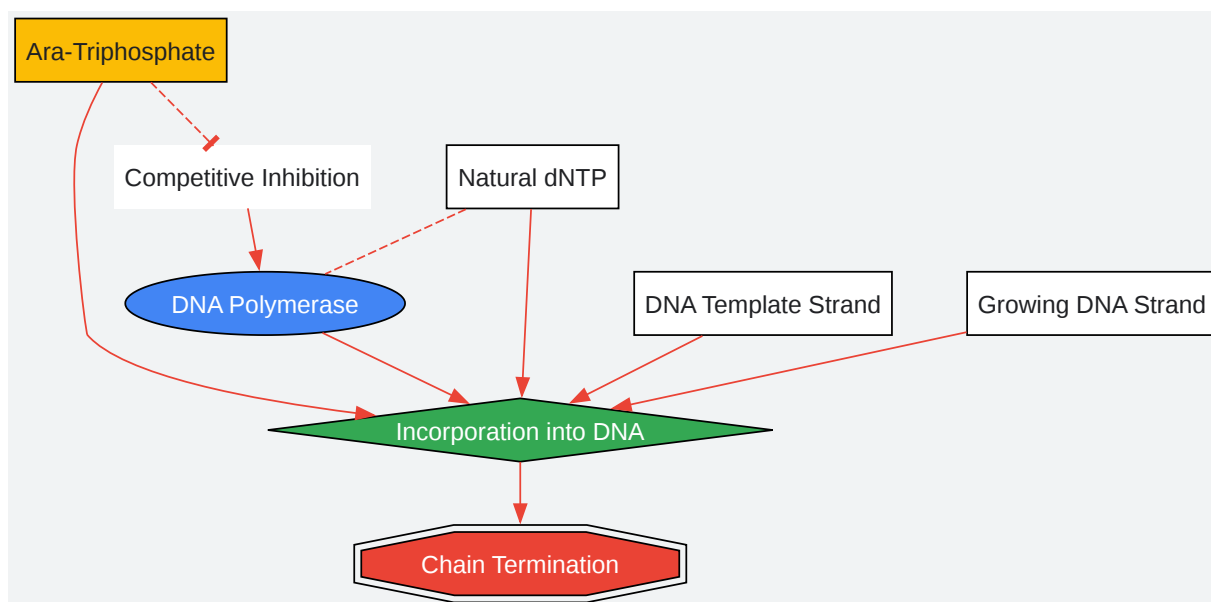 Ara-Triphosphate
Competitive Inhibition
Natural dNTP
DNA Polymerase
DNA Template Strand
Growing DNA Strand
Incorporation into DNA
Chain Termination